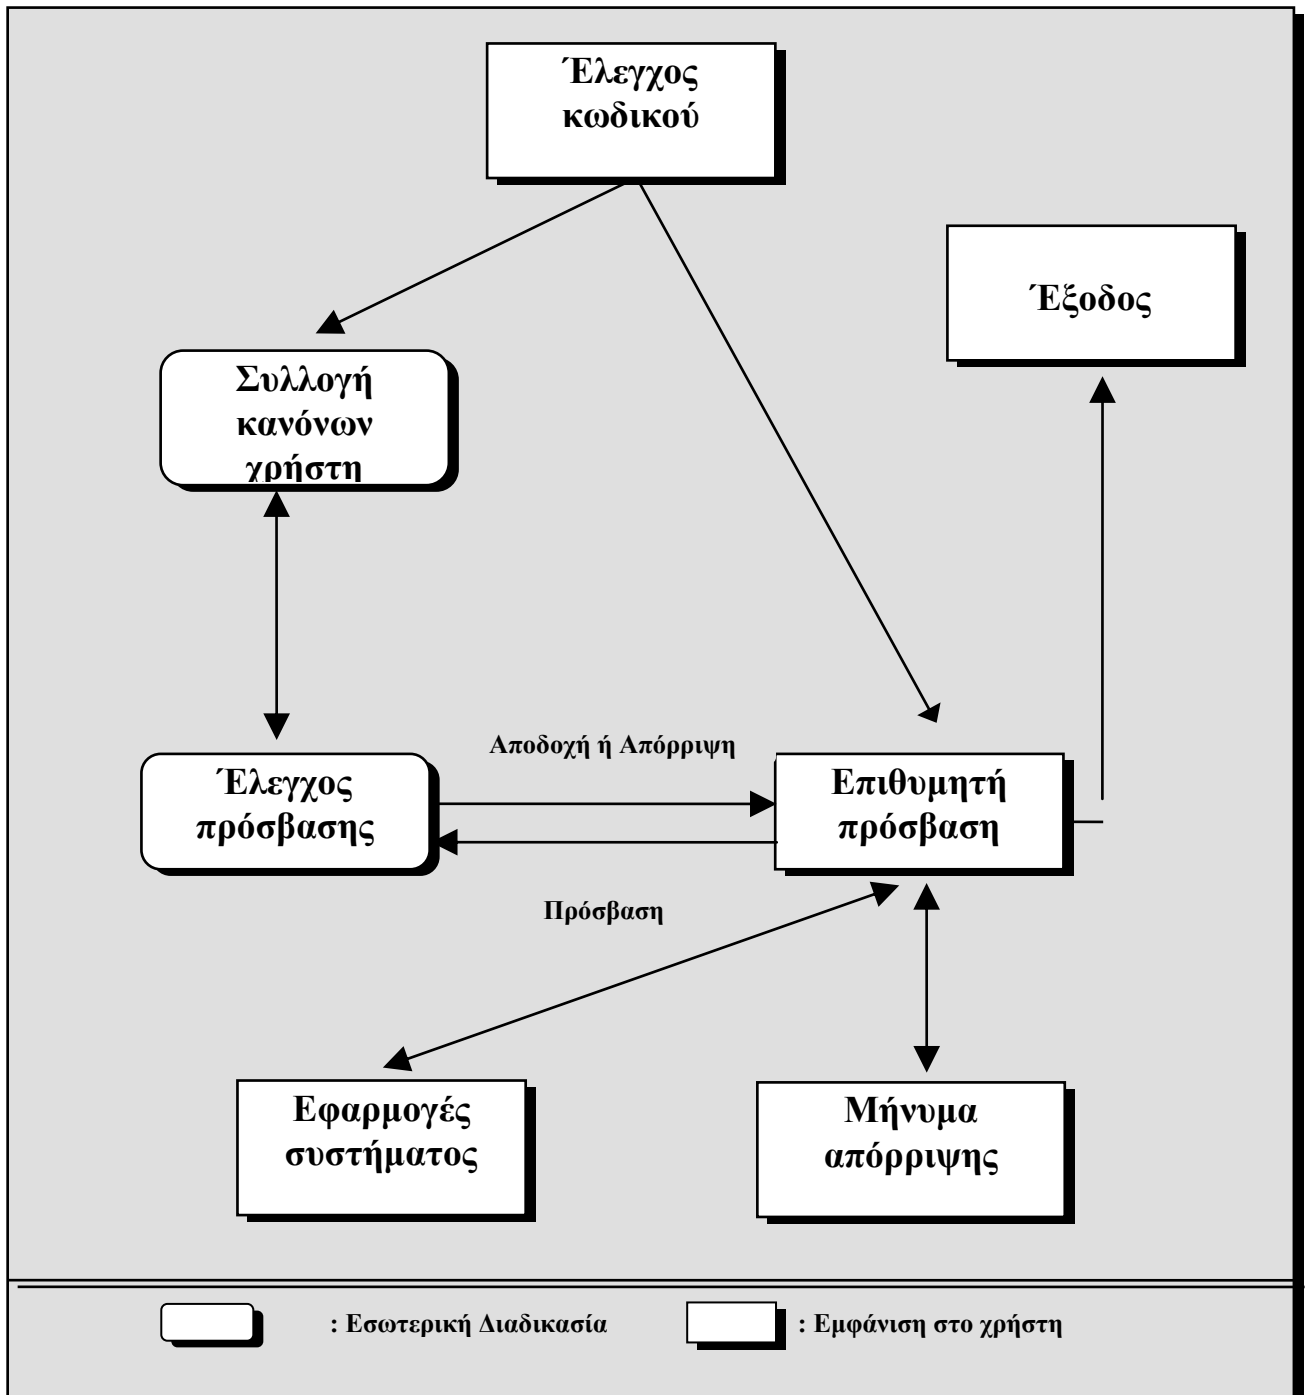 Έλεγχος
κωδικού
Έξοδος
Συλλογή
κανόνων
χρήστη
Αποδοχή ή Απόρριψη
Έλεγχος
πρόσβασης
Επιθυμητή
πρόσβαση
Πρόσβαση
Εφαρμογές
συστήματος
Μήνυμα
απόρριψης
: Εσωτερική Διαδικασία
: Εμφάνιση στο χρήστη